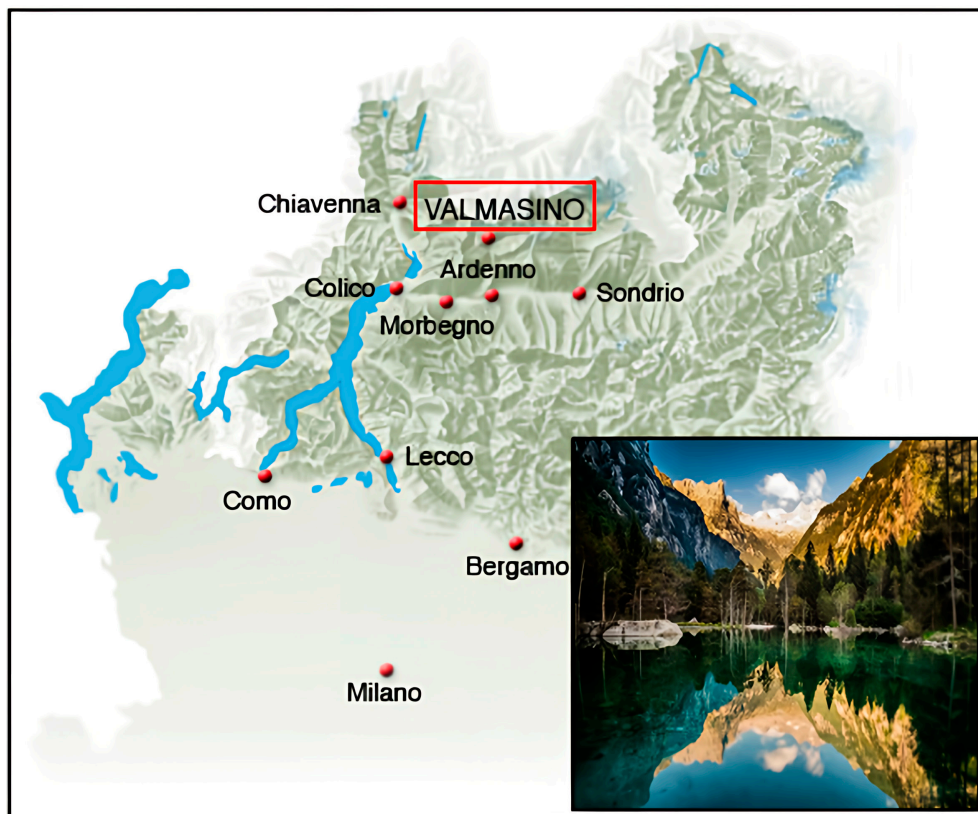 Chiavenna
VALMASINO
Ardenno
Colico
Sondrio
Morbegno
Lecco
Como
Bergamo
Milano